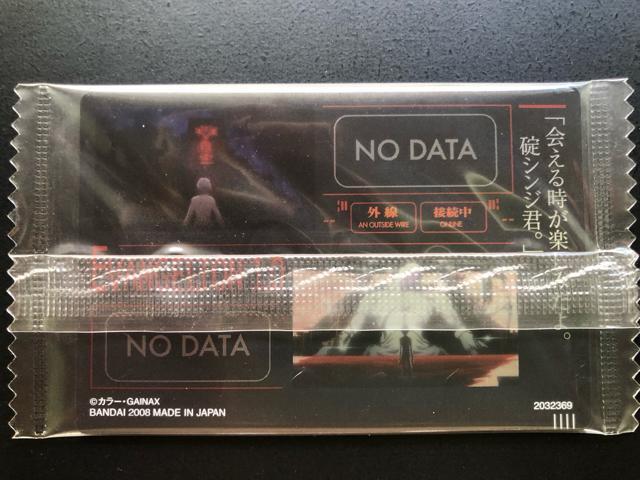 NO DATA
外線
AN OUTSIDE WIRE
接続中
ONLINE
「会える時が楽
碇シンジ君。」
EVANGELION
NO DATA
©カラー・GAINAX
BANDAI 2008 MADE IN JAPAN
2032369